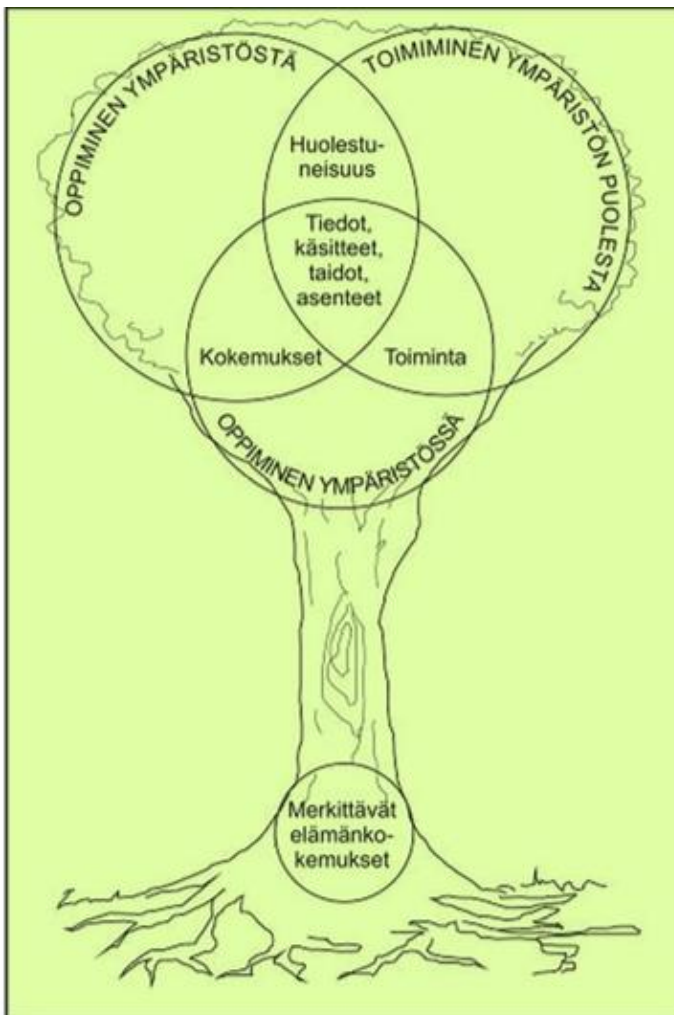 OPPIMINEN YMPÄRISTÖSTÄ
TOIMIMINEN YMPÄRISTÖN PUOLESTA
Huolestu-
neisuus
Tiedot,
käsitteet,
taidot,
asenteet
Kokemukset
Toiminta
OPPIMINEN YMPÄRISTÖSSÄ
Merkittävät
elämänko-
kemukset